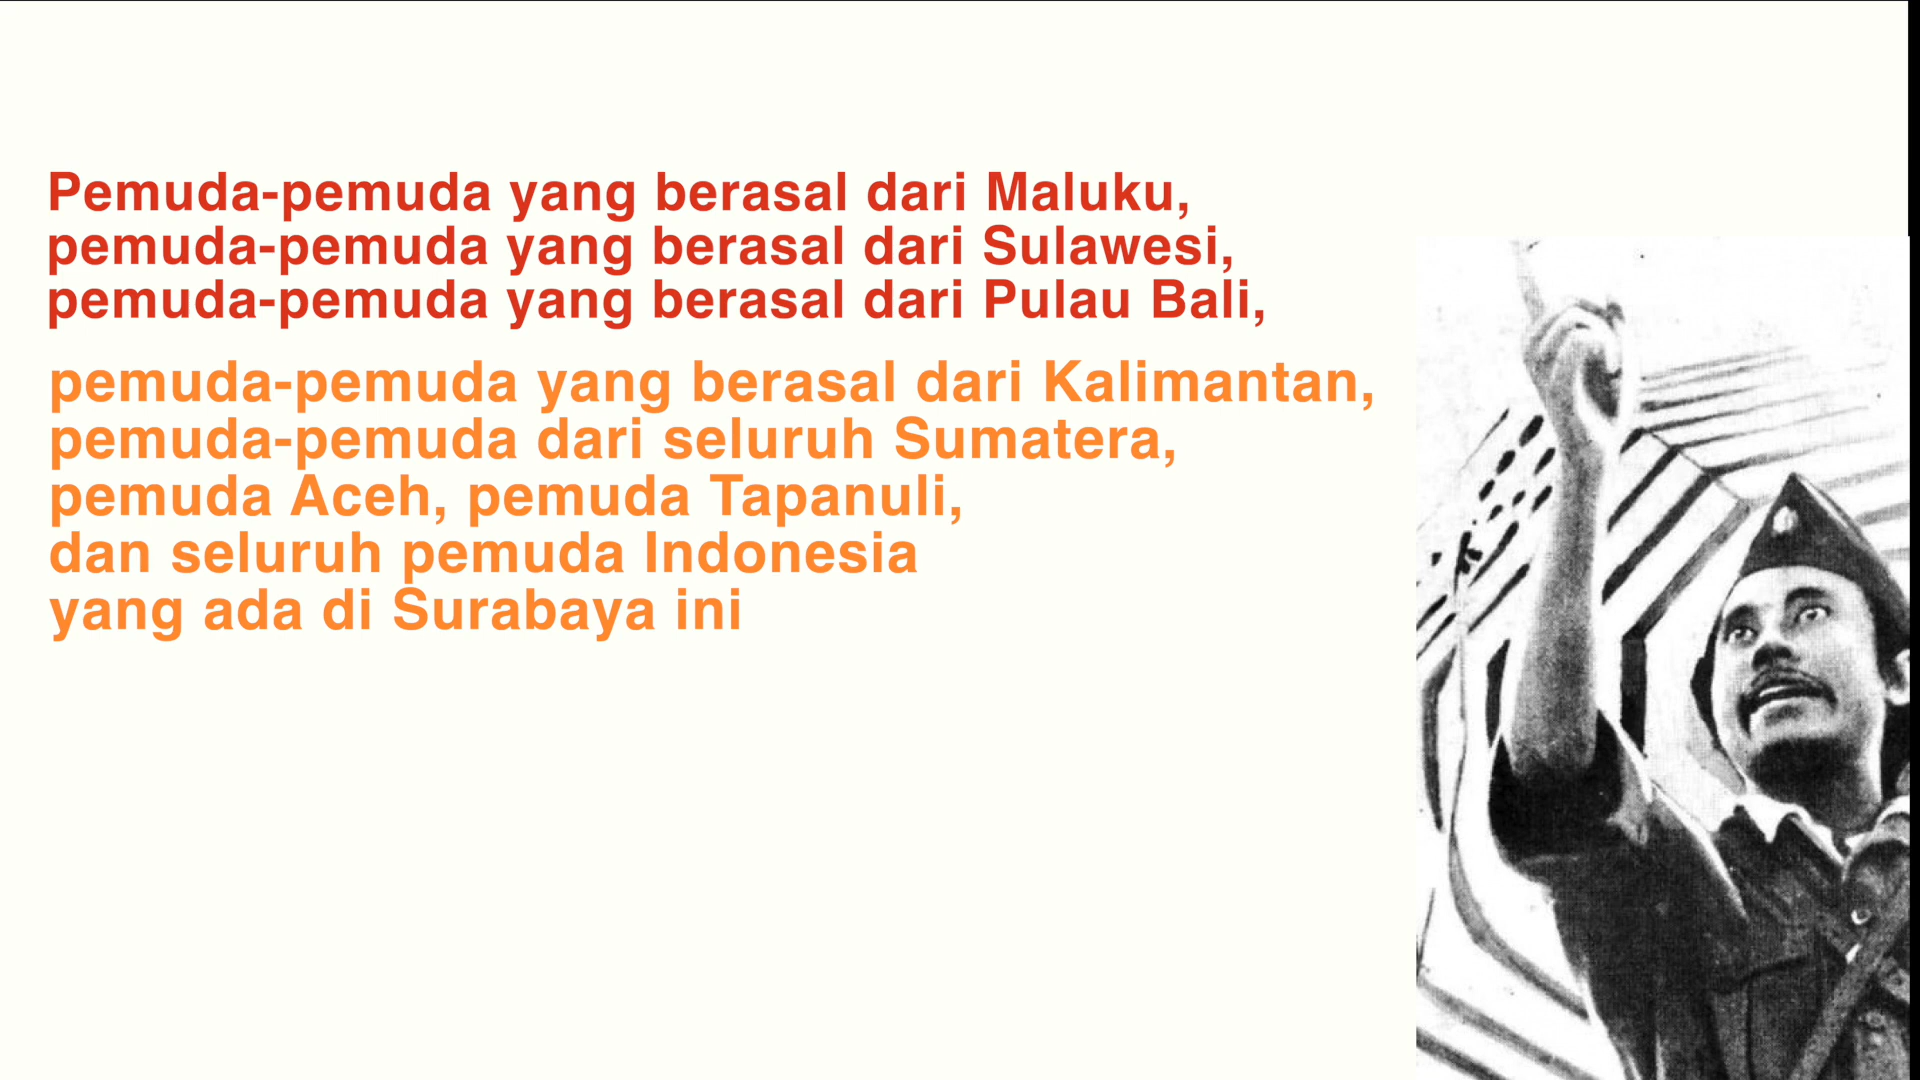 Pemuda-pemuda yang berasal dari Maluku,
pemuda-pemuda yang berasal dari Sulawesi,
pemuda-pemuda yang berasal dari Pulau Bali,
pemuda-pemuda yang berasal dari Kalimantan,
pemuda-pemuda dari seluruh Sumatera,
pemuda Aceh, pemuda Tapanuli,
dan seluruh pemuda Indonesia
yang ada di Surabaya ini